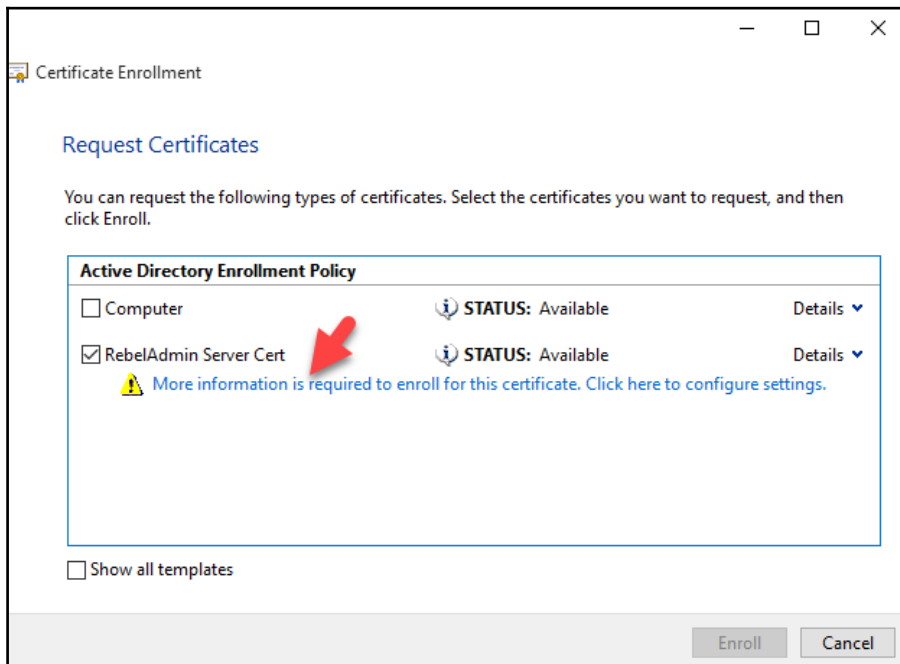 Certificate Enrollment
Request Certificates
You can request the following types of certificates. Select the certificates you want to request, and then
click Enroll.
Active Directory Enrollment Policy
Computer STATUS: Available Details
RebelAdmin Server Cert STATUS: Available Details
More information is required to enroll for this certificate. Click here to configure settings.
Show all templates
Enroll Cancel